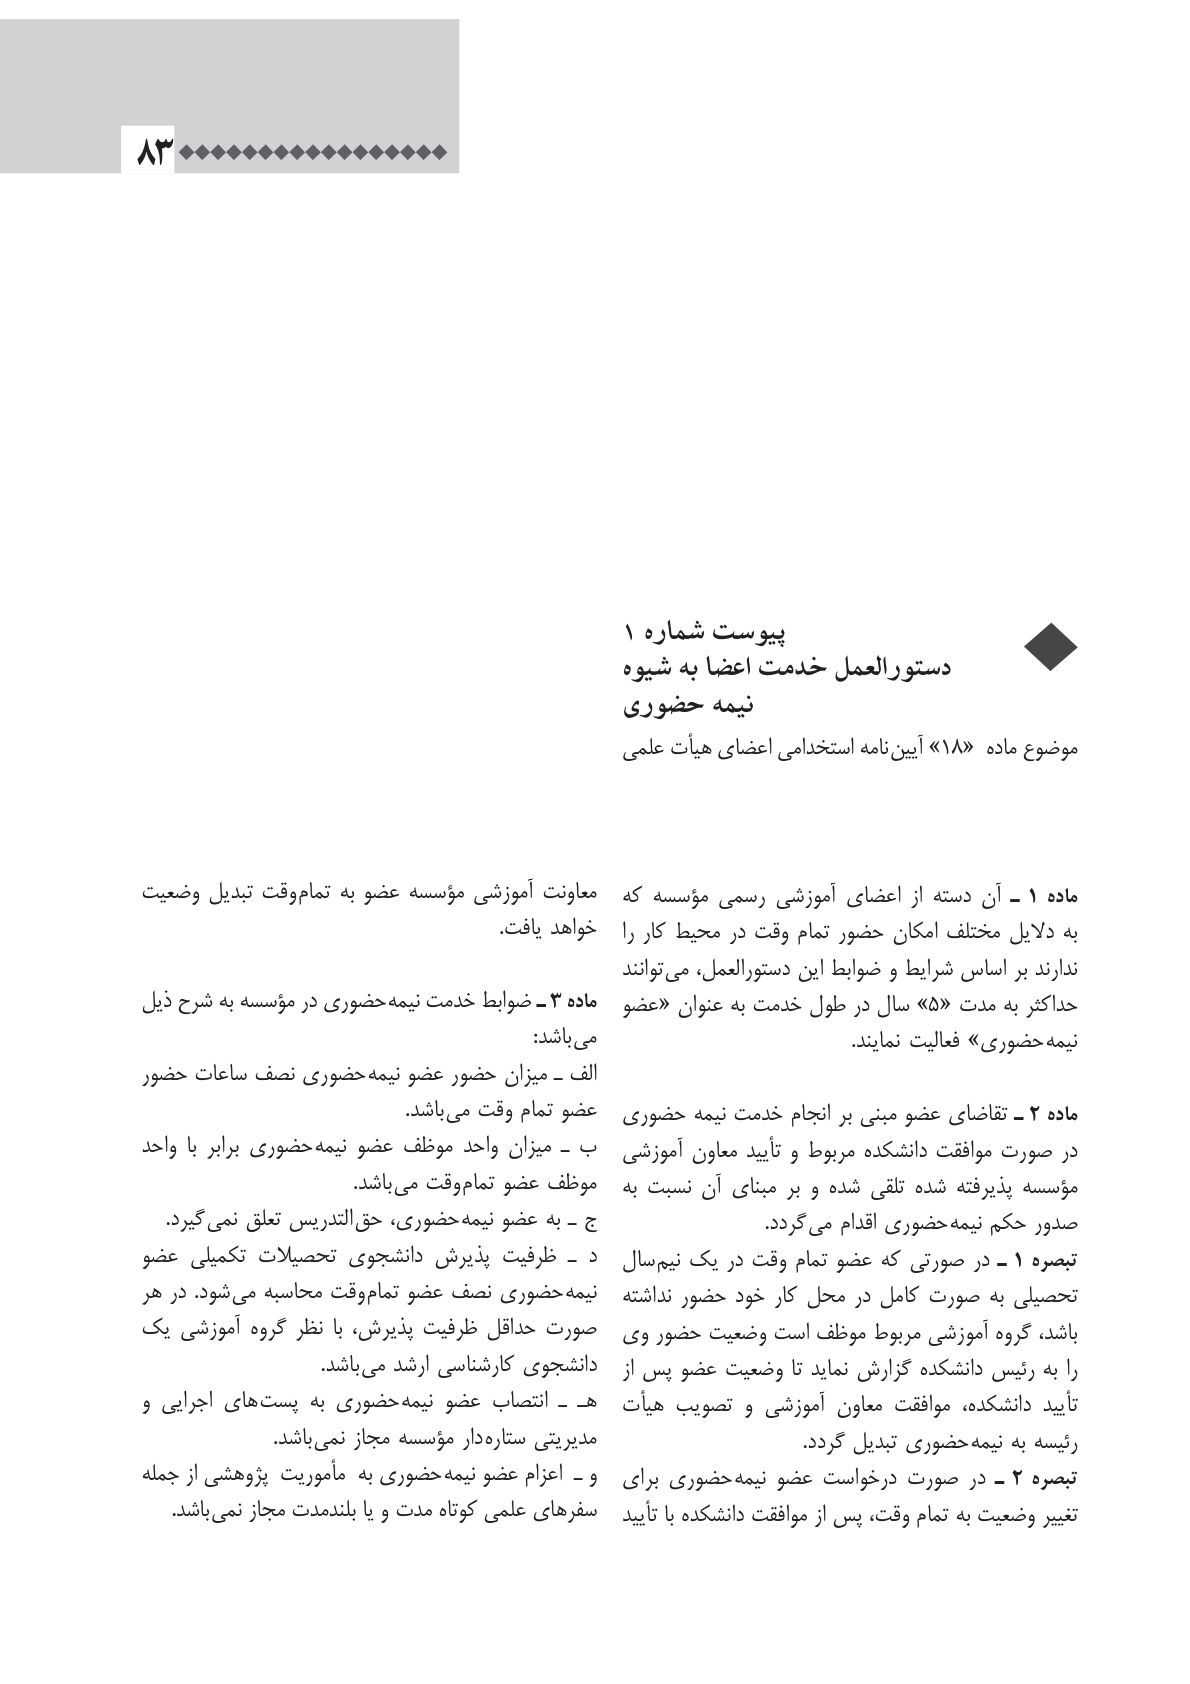 ۸۳
پیوست شماره ۱
دستورالعمل خدمت اعضا به شیوه
نیمه حضوری
موضوع ماده «۱۸» آیین‌نامه استخدامی اعضای هیأت علمی
ماده ۱ ـ آن دسته از اعضای آموزشی رسمی مؤسسه که
به دلایل مختلف امکان حضور تمام وقت در محیط کار را
ندارند بر اساس شرایط و ضوابط این دستورالعمل، می‌توانند
حداکثر به مدت «۵» سال در طول خدمت به عنوان «عضو
نیمه‌حضوری» فعالیت نمایند.
ماده ۲ ـ تقاضای عضو مبنی بر انجام خدمت نیمه حضوری
در صورت موافقت دانشکده مربوط و تأیید معاون آموزشی
مؤسسه پذیرفته شده تلقی شده و بر مبنای آن نسبت به
صدور حکم نیمه‌حضوری اقدام می‌گردد.
تبصره ۱ ـ در صورتی که عضو تمام وقت در یک نیم‌سال
تحصیلی به صورت کامل در محل کار خود حضور نداشته
باشد، گروه آموزشی مربوط موظف است وضعیت حضور وی
را به رئیس دانشکده گزارش نماید تا وضعیت عضو پس از
تأیید دانشکده، موافقت معاون آموزشی و تصویب هیأت
رئیسه به نیمه‌حضوری تبدیل گردد.
تبصره ۲ ـ در صورت درخواست عضو نیمه‌حضوری برای
تغییر وضعیت به تمام وقت، پس از موافقت دانشکده با تأیید
معاونت آموزشی مؤسسه عضو به تمام‌وقت تبدیل وضعیت
خواهد یافت.
ماده ۳ ـ ضوابط خدمت نیمه‌حضوری در مؤسسه به شرح ذیل
می‌باشد:
الف ـ میزان حضور عضو نیمه‌حضوری نصف ساعات حضور
عضو تمام وقت می‌باشد.
ب ـ میزان واحد موظف عضو نیمه‌حضوری برابر با واحد
موظف عضو تمام‌وقت می‌باشد.
ج ـ به عضو نیمه‌حضوری، حق‌التدریس تعلق نمی‌گیرد.
د ـ ظرفیت پذیرش دانشجوی تحصیلات تکمیلی عضو
نیمه‌حضوری نصف عضو تمام‌وقت محاسبه می‌شود. در هر
صورت حداقل ظرفیت پذیرش، با نظر گروه آموزشی یک
دانشجوی کارشناسی ارشد می‌باشد.
هـ ـ انتصاب عضو نیمه‌حضوری به پست‌های اجرایی و
مدیریتی ستاره‌دار مؤسسه مجاز نمی‌باشد.
و ـ اعزام عضو نیمه‌حضوری به مأموریت پژوهشی از جمله
سفرهای علمی کوتاه مدت و یا بلندمدت مجاز نمی‌باشد.